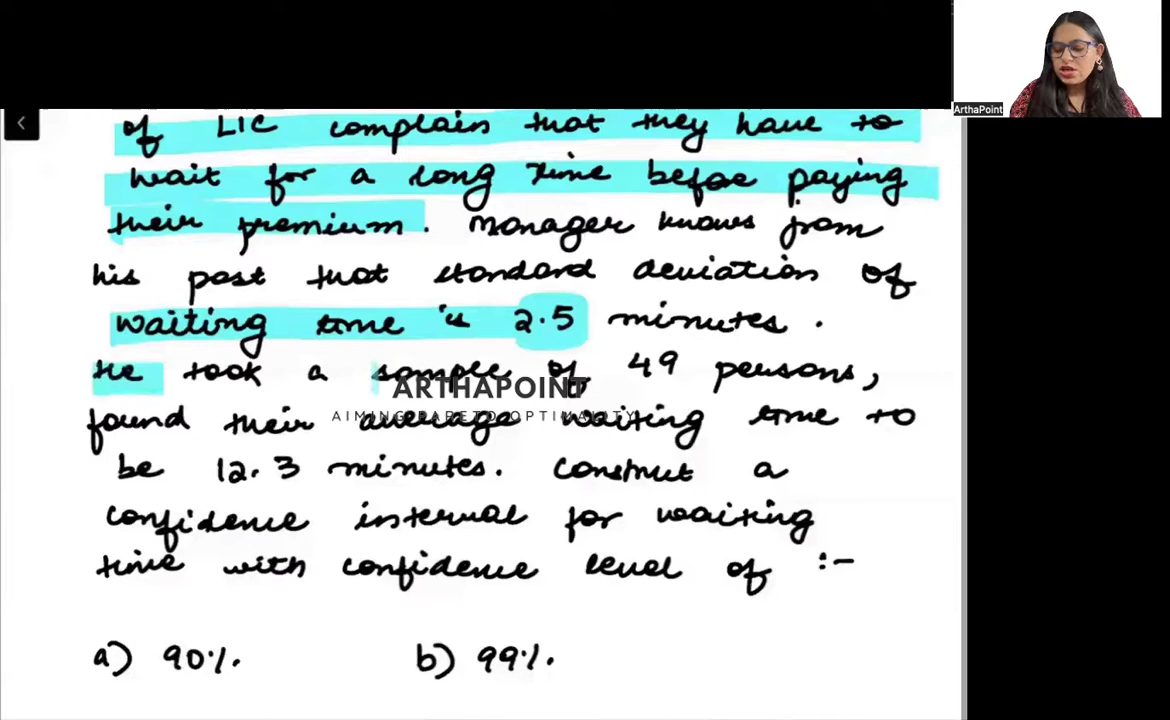 ArthaPoint
of LIC complain that they have to
wait for a long time before paying
their premium. Manager knows from
his past that standard deviation of
waiting time is 2.5 minutes.
He took a sample of 49 persons,
ARTHAPOINT
AIMING PARETO OPTIMALITY
found their average waiting time to
be 12.3 minutes. Construct a
confidence interval for waiting
time with confidence level of :-
a) 90%. b) 99%.